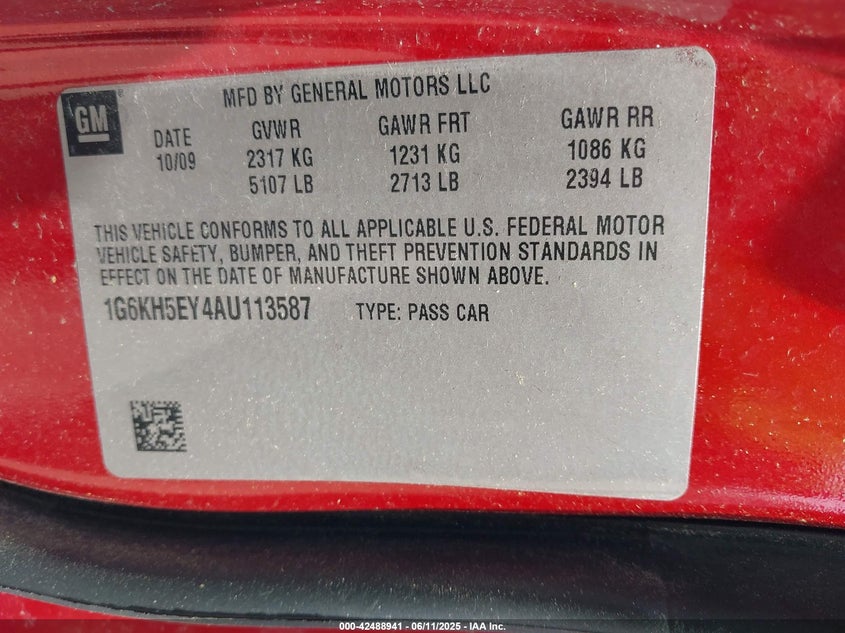 GM
MFD BY GENERAL MOTORS LLC
DATE GVWR GAWR FRT GAWR RR
10/09 2317 KG 1231 KG 1086 KG
5107 LB 2713 LB 2394 LB
THIS VEHICLE CONFORMS TO ALL APPLICABLE U.S. FEDERAL MOTOR
VEHICLE SAFETY, BUMPER, AND THEFT PREVENTION STANDARDS IN
EFFECT ON THE DATE OF MANUFACTURE SHOWN ABOVE.
1G6KH5EY4AU113587 TYPE: PASS CAR
000-42488941 - 06/11/2025 - IAA Inc.